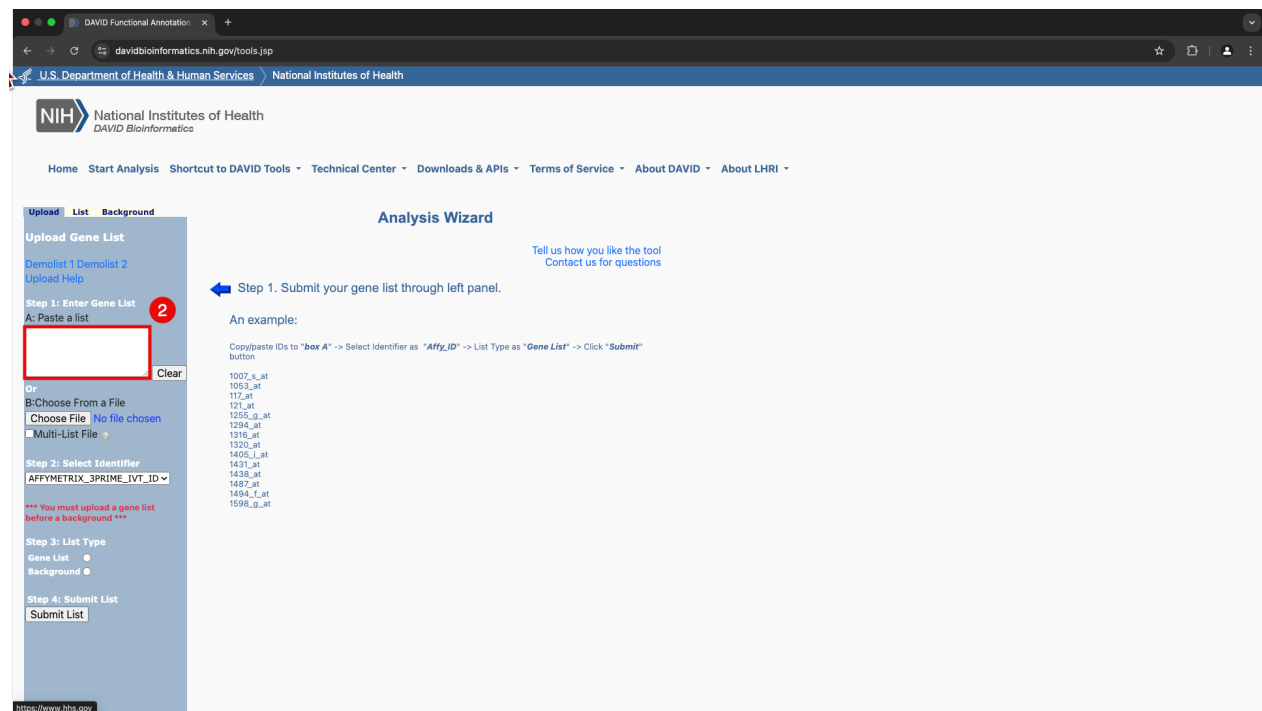 DAVID Functional Annotation
davidbioinformatics.nih.gov/tools.jsp
U.S. Department of Health & Human Services
National Institutes of Health
NIH National Institutes of Health
DAVID Bioinformatics
Home Start Analysis Shortcut to DAVID Tools Technical Center Downloads & APIs Terms of Service About DAVID About LHRI
Upload List Background
Upload Gene List
Demolist 1 Demolist 2
Upload Help
Step 1: Enter Gene List
A: Paste a list
2
Clear
Or
B:Choose From a File
Choose File No file chosen
Multi-List File
Step 2: Select Identifier
AFFYMETRIX_3PRIME_IVT_ID
*** You must upload a gene list
before a background ***
Step 3: List Type
Gene List
Background
Step 4: Submit List
Submit List
Analysis Wizard
Tell us how you like the tool
Contact us for questions
Step 1. Submit your gene list through left panel.
An example:
Copy/paste IDs to "box A" -> Select Identifier as "Affy_ID" -> List Type as "Gene List" -> Click "Submit"
button
1007_s_at
1053_at
117_at
121_at
1255_g_at
1294_at
1316_at
1320_at
1405_i_at
1431_at
1438_at
1487_at
1494_f_at
1598_g_at
https://www.hhs.gov